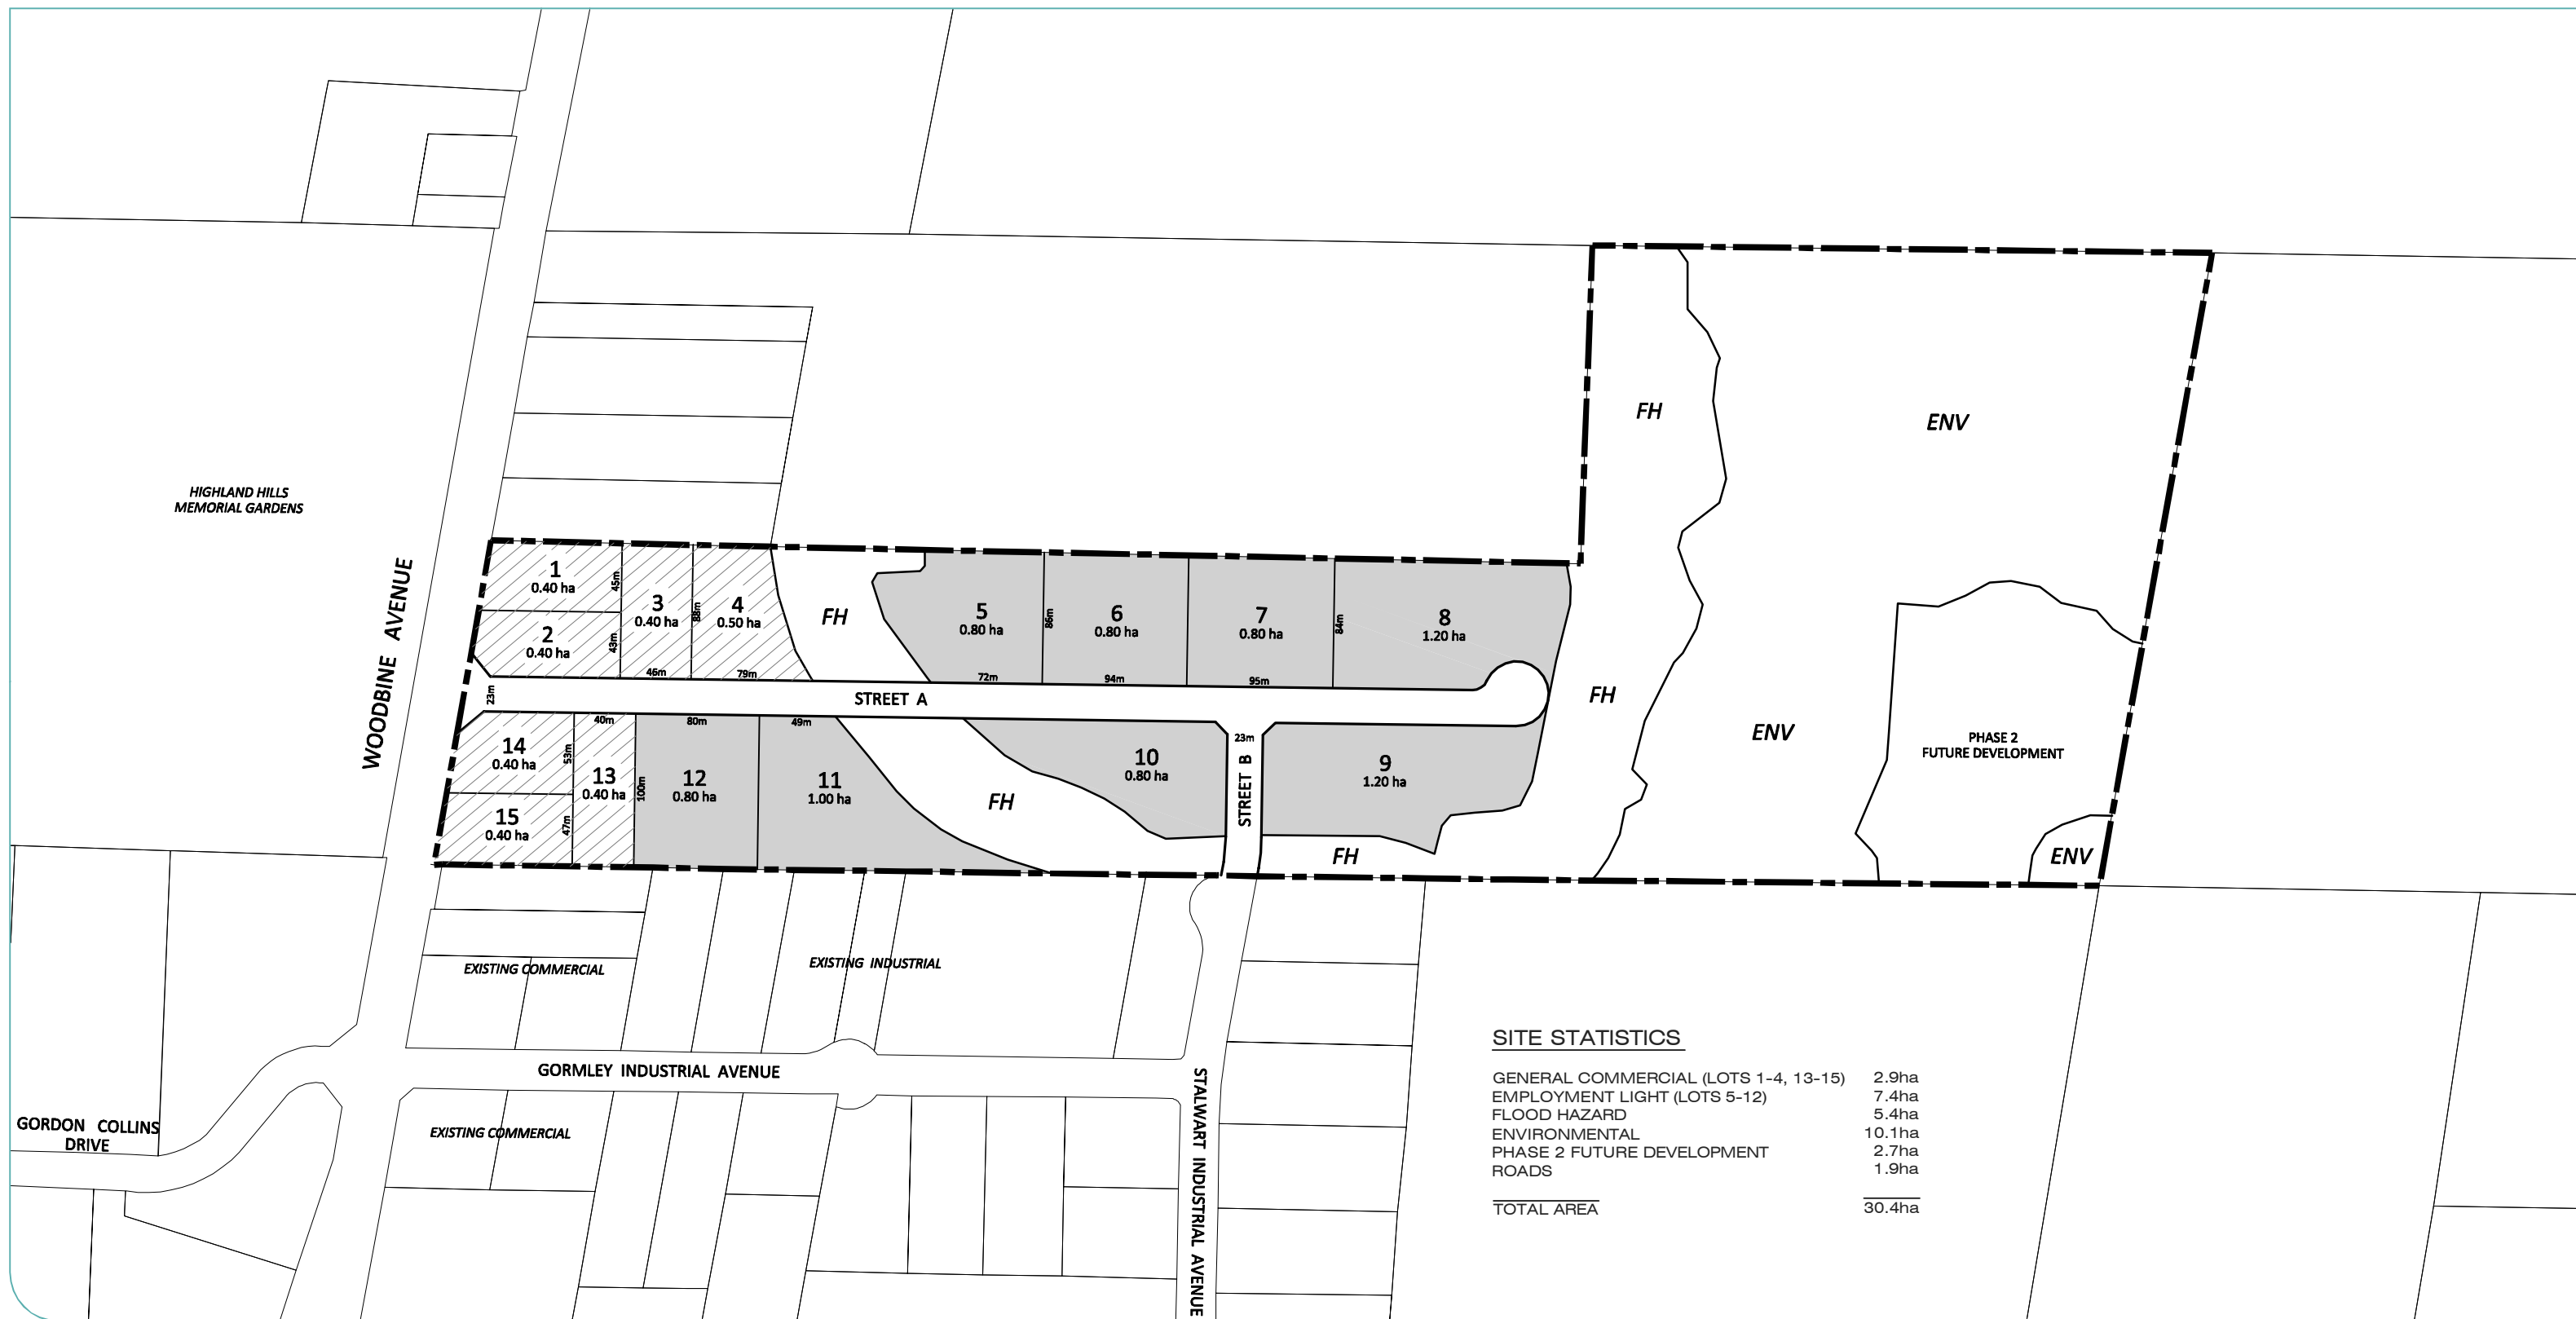 HIGHLAND HILLS
MEMORIAL GARDENS
WOODBINE AVENUE
FH
ENV
1
0.40 ha
45m
2
0.40 ha
43m
3
0.40 ha
46m
88m
4
0.50 ha
79m
FH
5
0.80 ha
72m
86m
6
0.80 ha
94m
7
0.80 ha
95m
84m
8
1.20 ha
23m
STREET A
FH
ENV
PHASE 2
FUTURE DEVELOPMENT
14
0.40 ha
53m
40m
13
0.40 ha
100m
15
0.40 ha
47m
80m
12
0.80 ha
49m
11
1.00 ha
FH
10
0.80 ha
23m
STREET B
9
1.20 ha
FH
ENV
EXISTING COMMERCIAL
EXISTING INDUSTRIAL
GORMLEY INDUSTRIAL AVENUE
STALWART INDUSTRIAL AVENUE
GORDON COLLINS
DRIVE
EXISTING COMMERCIAL
SITE STATISTICS
GENERAL COMMERCIAL (LOTS 1-4, 13-15) 2.9ha
EMPLOYMENT LIGHT (LOTS 5-12) 7.4ha
FLOOD HAZARD 5.4ha
ENVIRONMENTAL 10.1ha
PHASE 2 FUTURE DEVELOPMENT 2.7ha
ROADS 1.9ha
TOTAL AREA 30.4ha